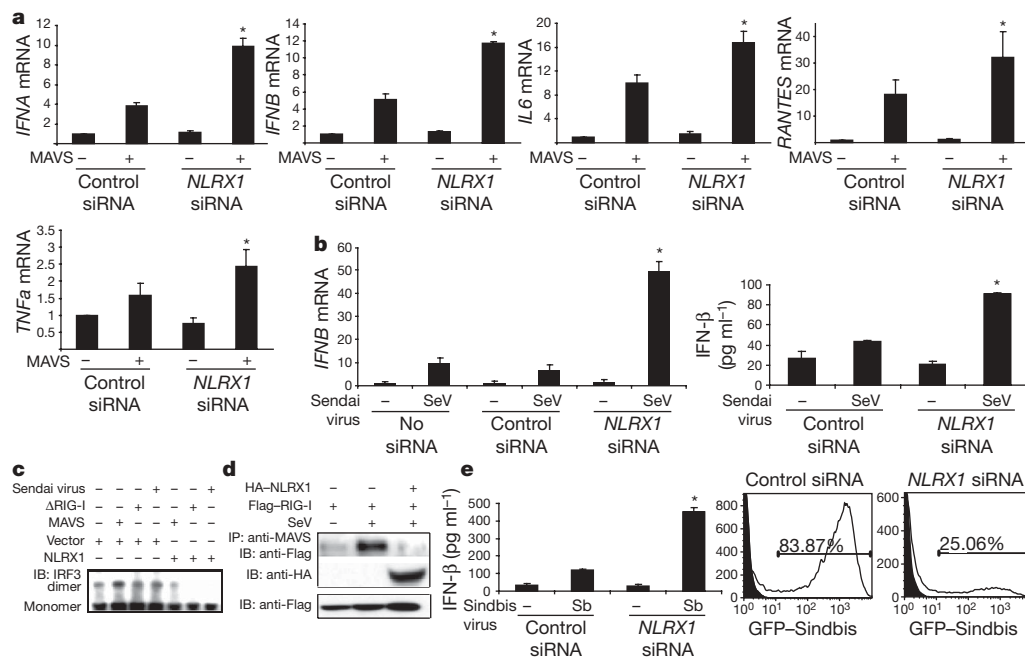 a
IFNA mRNA
12
10
8
6
4
2
0
*
MAVS – + – +
Control siRNA
NLRX1 siRNA
IFNB mRNA
14
12
10
8
6
4
2
0
*
MAVS – + – +
Control siRNA
NLRX1 siRNA
IL6 mRNA
20
16
12
8
4
0
*
MAVS – + – +
Control siRNA
NLRX1 siRNA
RANTES mRNA
40
30
20
10
0
*
MAVS – + – +
Control siRNA
NLRX1 siRNA
TNFa mRNA
2.5
3
2.5
2
1.5
1
0.5
*
MAVS – + – +
Control siRNA
NLRX1 siRNA
b
IFNB mRNA
60
50
40
30
20
10
0
*
Sendai virus – SeV – SeV – SeV
No siRNA
Control siRNA
NLRX1 siRNA
IFN-β (pg ml⁻¹)
100
80
60
40
20
0
*
Sendai virus – SeV – SeV
Control siRNA
NLRX1 siRNA
c
Sendai virus – – – + – – +
ΔRIG-I – – + – – + –
MAVS – + – – + – –
Vector + + + + – – –
NLRX1 – – – – + + +
IB: IRF3
dimer
Monomer
d
HA–NLRX1 – – +
Flag–RIG-I + + +
SeV – + +
IP: anti-MAVS
IB: anti-Flag
IB: anti-HA
IB: anti-Flag
e
IFN-β (pg ml⁻¹)
500
400
300
200
100
0
*
Sindbis virus – Sb – Sb
Control siRNA
NLRX1 siRNA
Control siRNA
800
600
400
200
0
83.87%
10⁰ 10¹ 10² 10³
GFP–Sindbis
NLRX1 siRNA
600
400
200
0
25.06%
10⁰ 10¹ 10² 10³
GFP–Sindbis